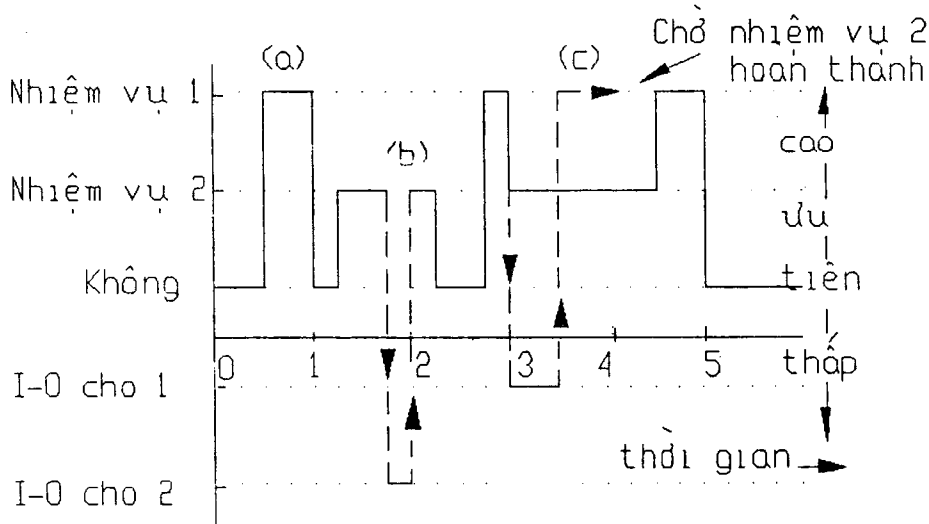 (a)
(c)
Chờ nhiệm vụ 2
hoàn thành
Nhiệm vụ 1
(b)
cao
Nhiệm vụ 2
ưu
Không
tiên
0 1 2 3 4 5
thấp
I-O cho 1
thời gian
I-O cho 2